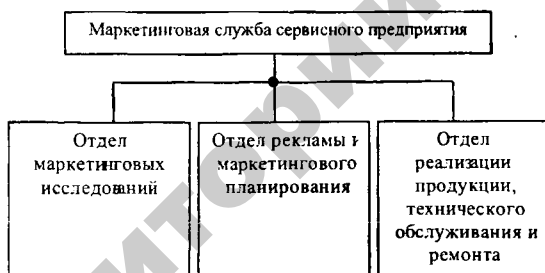 Маркетинговая служба сервисного предприятия
Отдел
маркетинговых
исследований
Отдел рекламы и
маркетингового
планирования
Отдел
реализации
продукции,
технического
обслуживания и
ремонта